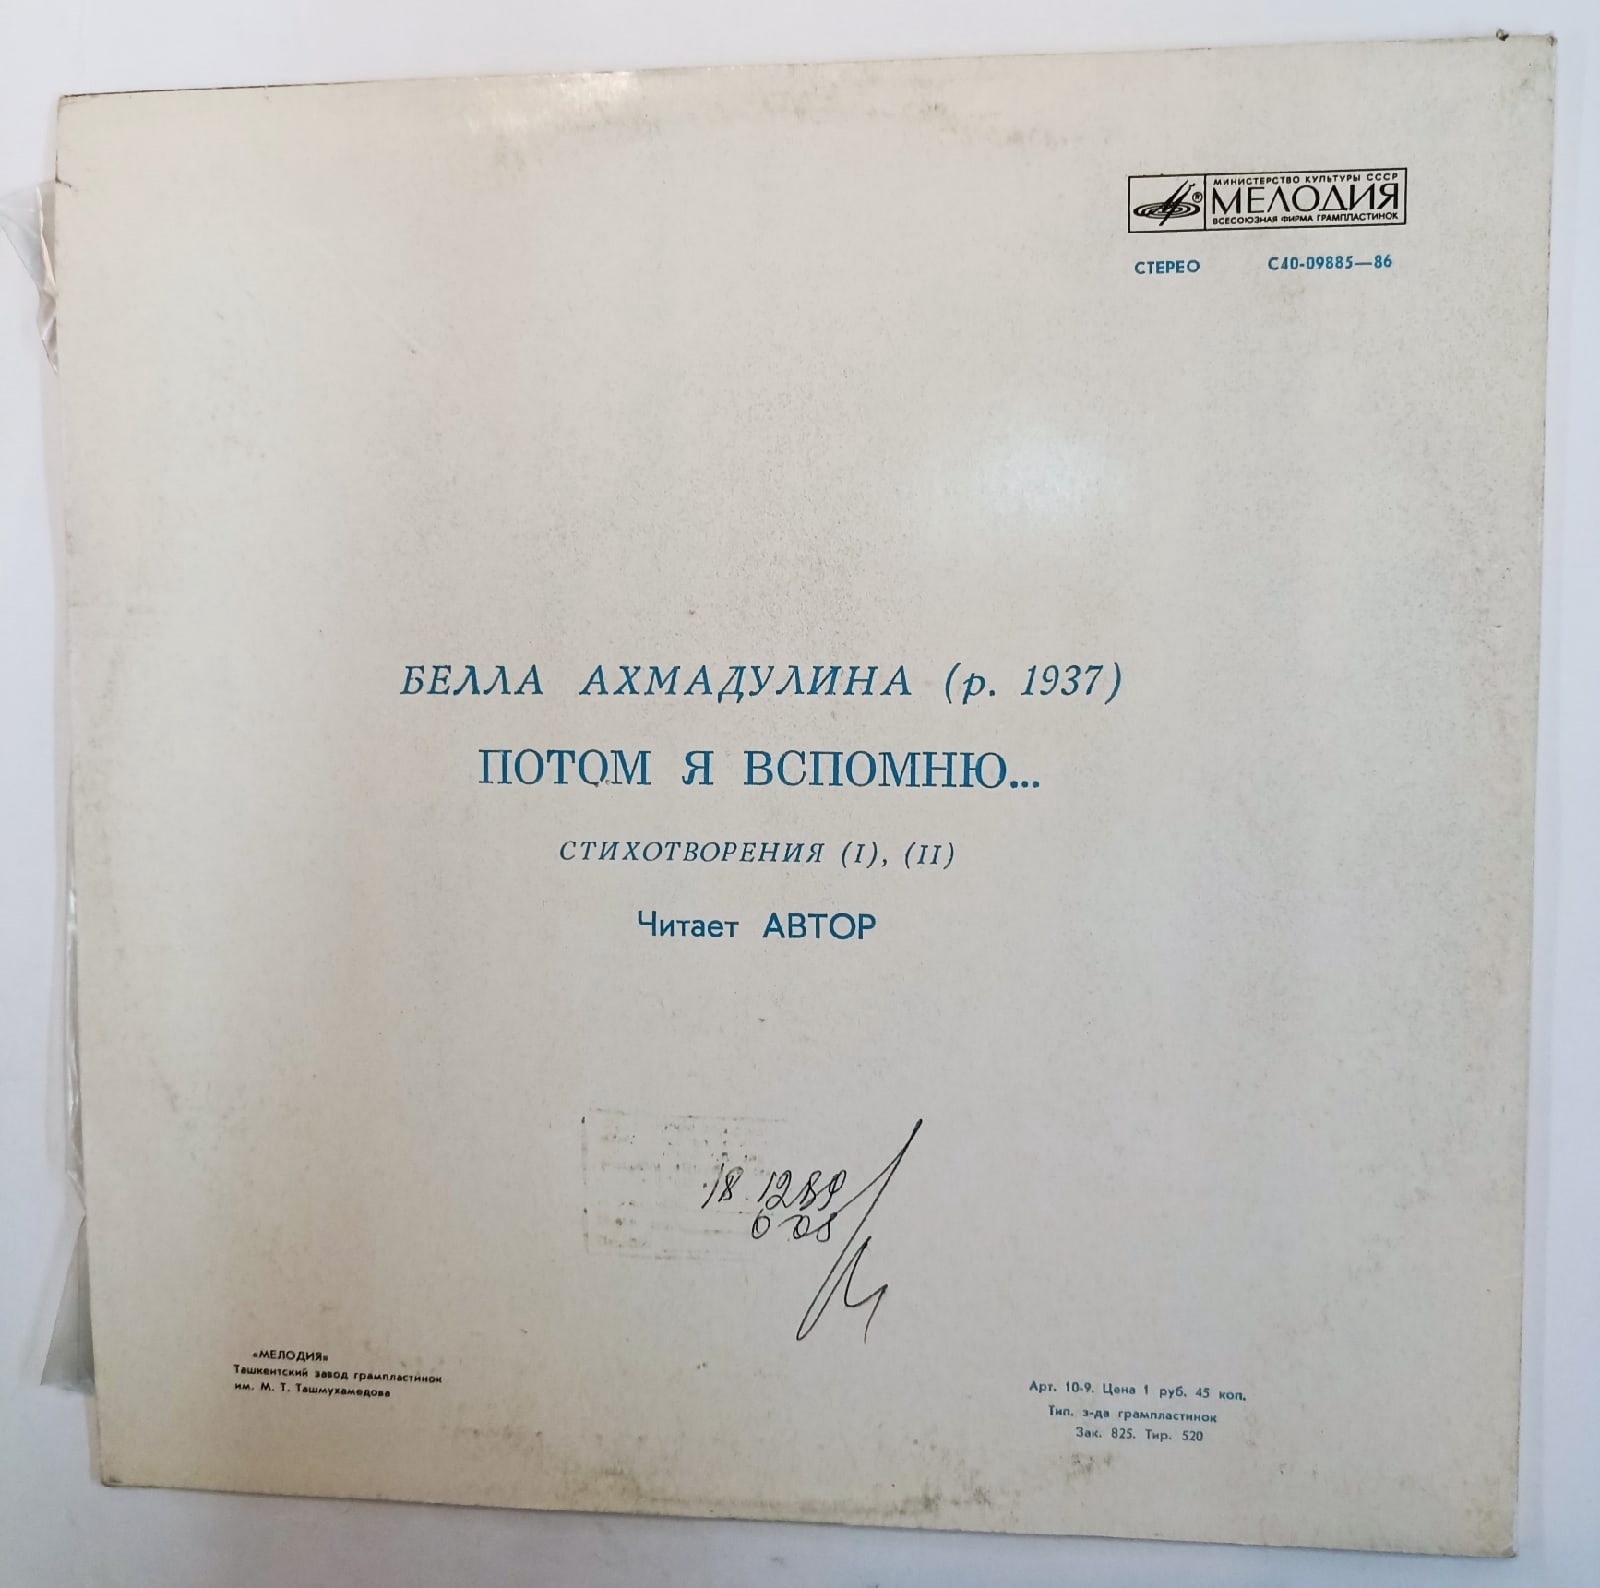 МИНИСТЕРСТВО КУЛЬТУРЫ СССР
МЕЛОДИЯ
ВСЕСОЮЗНАЯ ФИРМА ГРАМПЛАСТИНОК
СТЕРЕО С40-09885—86
БЕЛЛА АХМАДУЛИНА (р. 1937)
ПОТОМ Я ВСПОМНЮ...
СТИХОТВОРЕНИЯ (I), (II)
Читает АВТОР
«МЕЛОДИЯ»
Ташкентский завод грампластинок
им. М. Т. Ташмухамедова
Арт. 10-9. Цена 1 руб. 45 коп.
Тип. з-да грампластинок
Зак. 825. Тир. 520